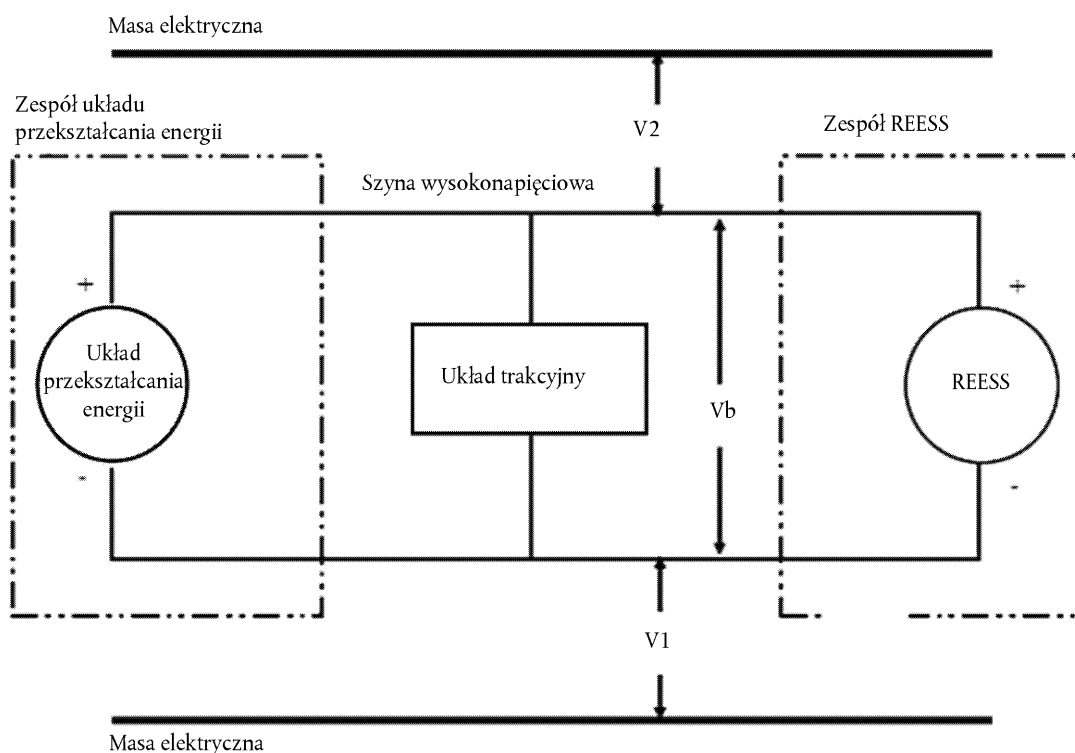 Masa elektryczna
Zespół układu
przekształcania energii
V2
Zespół REESS
Szyna wysokonapięciowa
+
+
Układ
przekształcania
energii
Układ trakcyjny
Vb
REESS
-
-
V1
Masa elektryczna